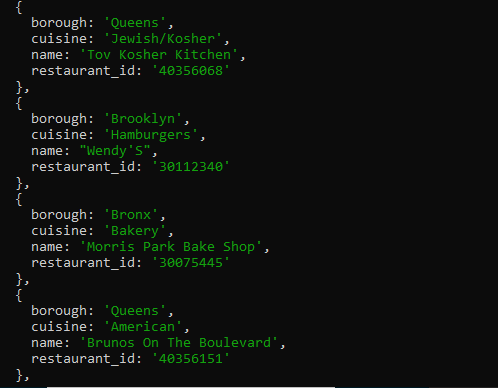 {
borough: 'Queens',
cuisine: 'Jewish/Kosher',
name: 'Tov Kosher Kitchen',
restaurant_id: '40356068'
},
{
borough: 'Brooklyn',
cuisine: 'Hamburgers',
name: "Wendy'S",
restaurant_id: '30112340'
},
{
borough: 'Bronx',
cuisine: 'Bakery',
name: 'Morris Park Bake Shop',
restaurant_id: '30075445'
},
{
borough: 'Queens',
cuisine: 'American',
name: 'Brunos On The Boulevard',
restaurant_id: '40356151'
},